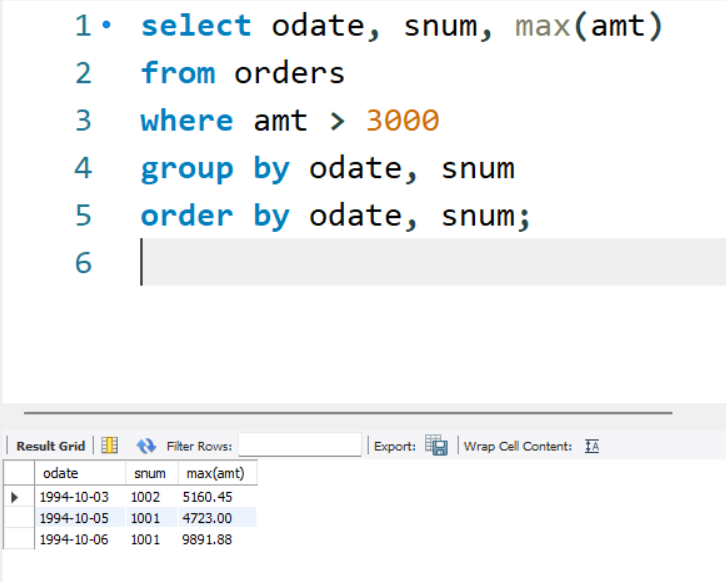 1 select odate, snum, max(amt)
2 from orders
3 where amt > 3000
4 group by odate, snum
5 order by odate, snum;
6
Result Grid Filter Rows: Export: Wrap Cell Content: IA
odate snum max(amt)
1994-10-03 1002 5160.45
1994-10-05 1001 4723.00
1994-10-06 1001 9891.88